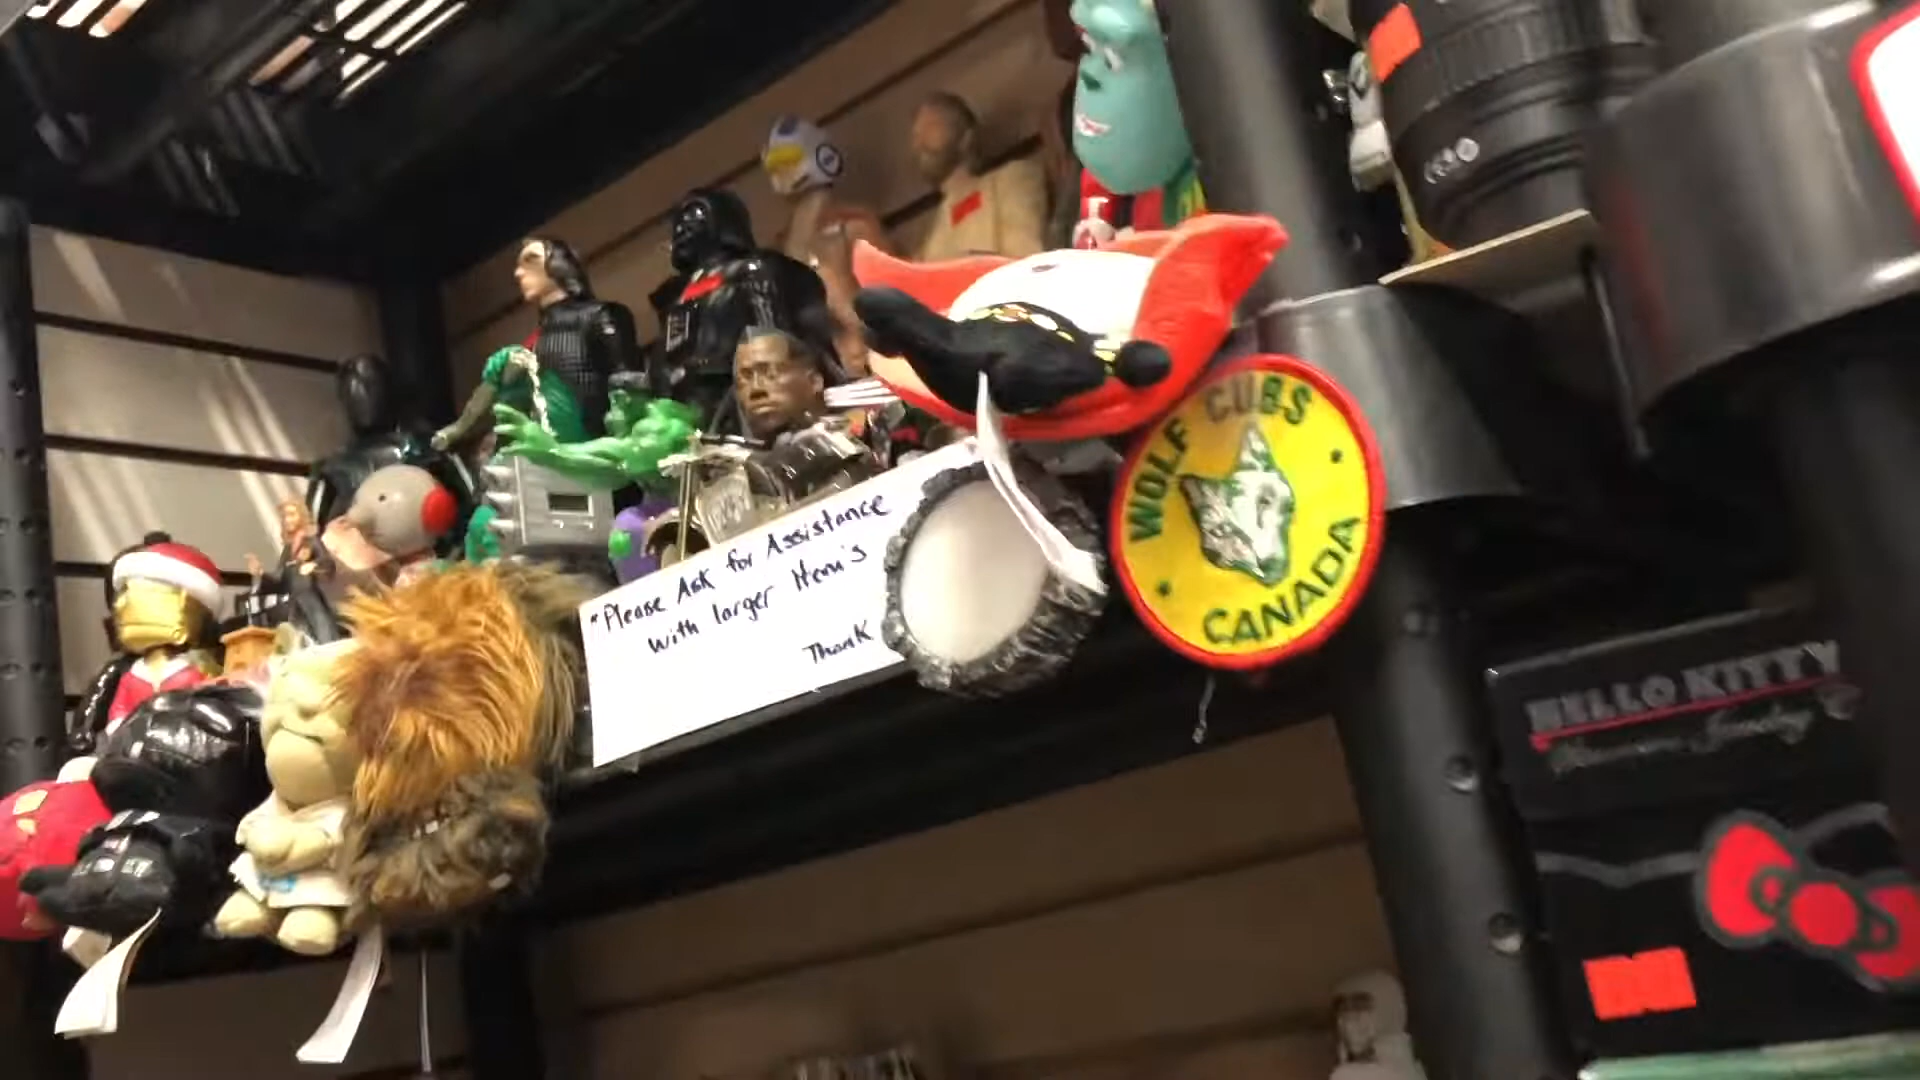 "Please Ask for Assistance
with larger Item's
Thank
WOLF CUBS
CANADA
HELLO KITTY